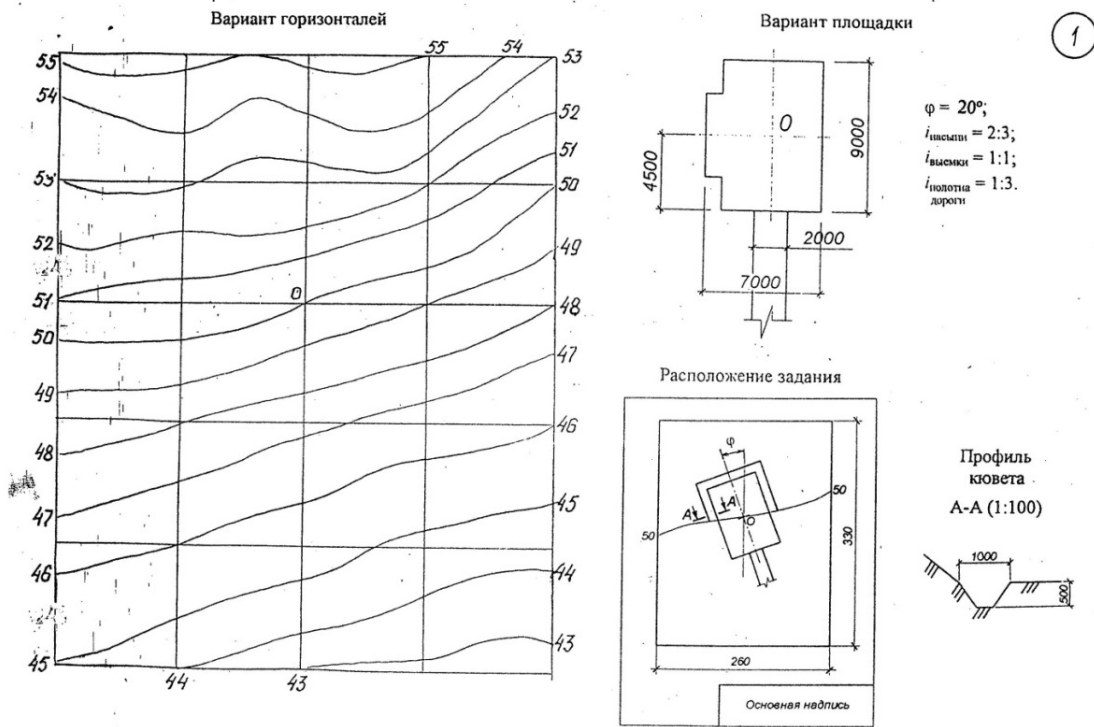 Вариант горизонталей
Вариант площадки
1
55
54
53
55
54
53
52
51
50
49
48
47
46
45
52
51
50
49
48
47
46
45
44
43
44
43
0
0
4500
9000
2000
7000
φ = 20°;
iнасыпи = 2:3;
iвыемки = 1:1;
iполотна дороги = 1:3.
Расположение задания
φ
А
А
0
50
50
330
260
Основная надпись
Профиль
кювета
А-А (1:100)
1000
500